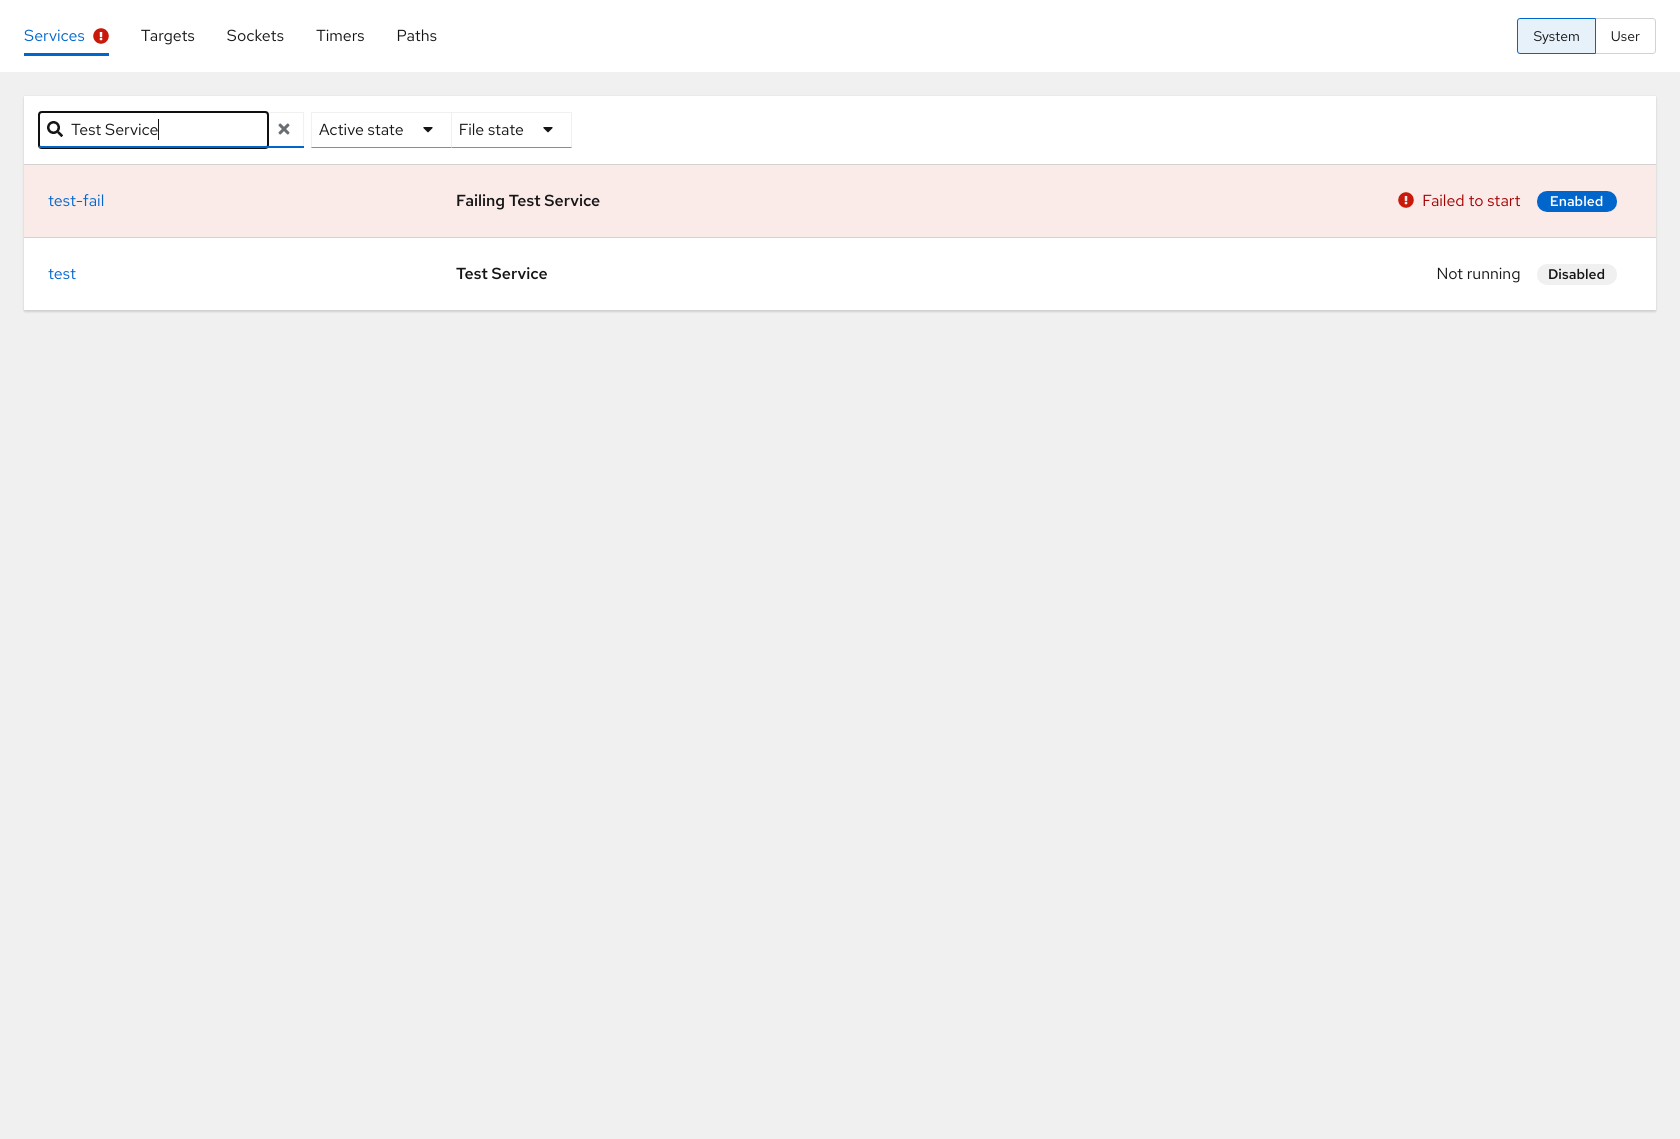 Services Targets Sockets Timers Paths System User
Test Service Active state File state
test-fail Failing Test Service Failed to start Enabled
test Test Service Not running Disabled